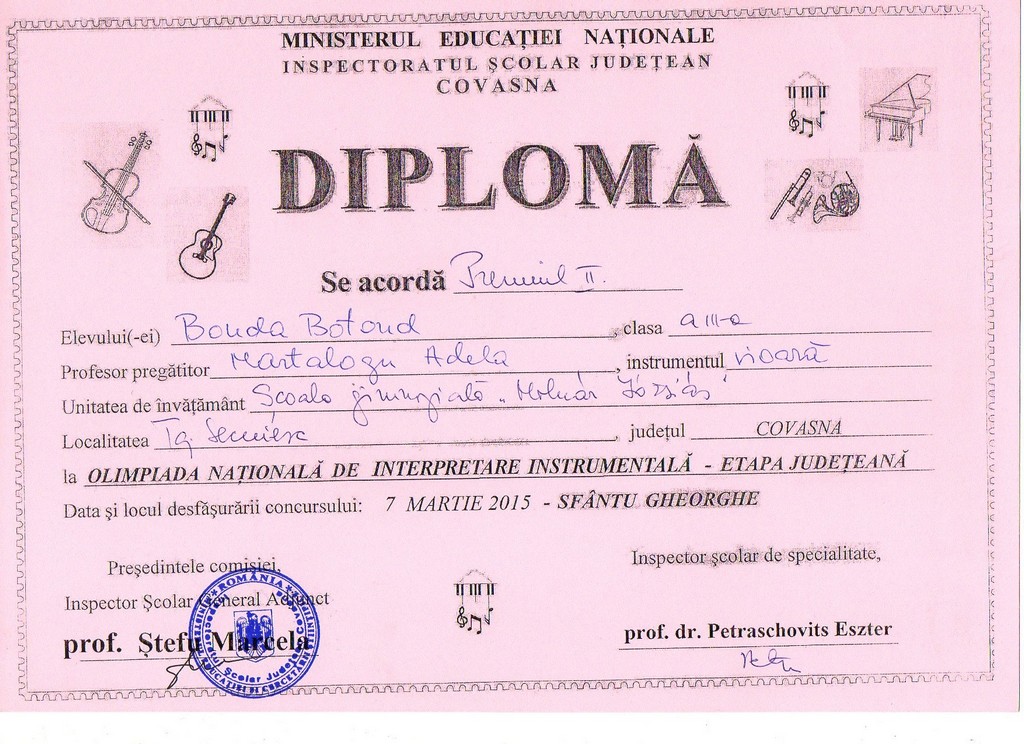 MINISTERUL EDUCAȚIEI NAȚIONALE
INSPECTORATUL ȘCOLAR JUDEȚEAN
COVASNA
DIPLOMĂ
Se acordă Premiul II.
Elevului(-ei) Bonda Botond, clasa a III-a
Profesor pregătitor Martalogu Adela, instrumentul vioară
Unitatea de învățământ Școala gimnazială „Molnár Józsiás"
Localitatea Tg. Secuiesc, județul COVASNA
la OLIMPIADA NAȚIONALĂ DE INTERPRETARE INSTRUMENTALĂ - ETAPA JUDEȚEANĂ
Data și locul desfășurării concursului: 7 MARTIE 2015 - SFÂNTU GHEORGHE
Președintele comisiei,
Inspector școlar de specialitate,
Inspector Școlar General Adjunct
prof. Ștefu Marcela
prof. dr. Petraschovits Eszter
ROMÂNIA